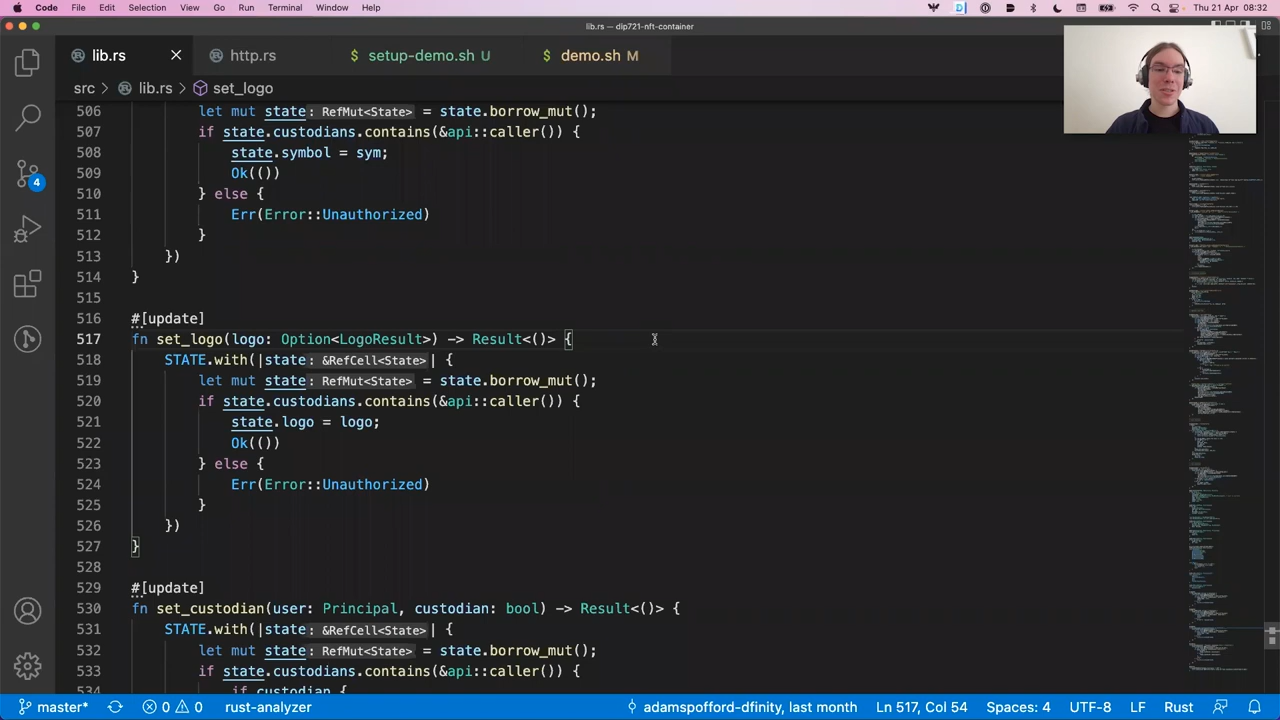 Code File Edit Selection View Go Run Terminal Window Help Thu 21 Apr 08:32
lib.rs — dip721-nft-container
lib.rs http.rs $ setup-demo.sh U $ demo.sh M
src > lib.rs > set_logo
506 let mut state: RefMut<State> = state.borrow_mut();
507 if state.custodians.contains(&api::caller()) {
508 state.symbol = sym;
509 Ok(())
510 } else {
511 Err(Error::Unauthorized)
512 }
513 })
514 }
515
516 #[update]
517 fn set_logo(logo: Option<LogoResult>) -> Result<()> {
518 STATE.with(|state: &RefCell<State>| {
519 let mut state: RefMut<State> = state.borrow_mut();
520 if state.custodians.contains(&api::caller()) {
521 state.logo = logo;
522 Ok(())
523 } else {
524 Err(Error::Unauthorized)
525 }
526 })
527 }
528
529 #[update]
530 fn set_custodian(user: Principal, custodian: bool) -> Result<()> {
531 STATE.with(|state: &RefCell<State>| {
532 let mut state: RefMut<State> = state.borrow_mut();
533 if state.custodians.contains(&api::caller()) {
534 if custodian {
4
master* 0 0 rust-analyzer adamspofford-dfinity, last month Ln 517, Col 54 Spaces: 4 UTF-8 LF Rust